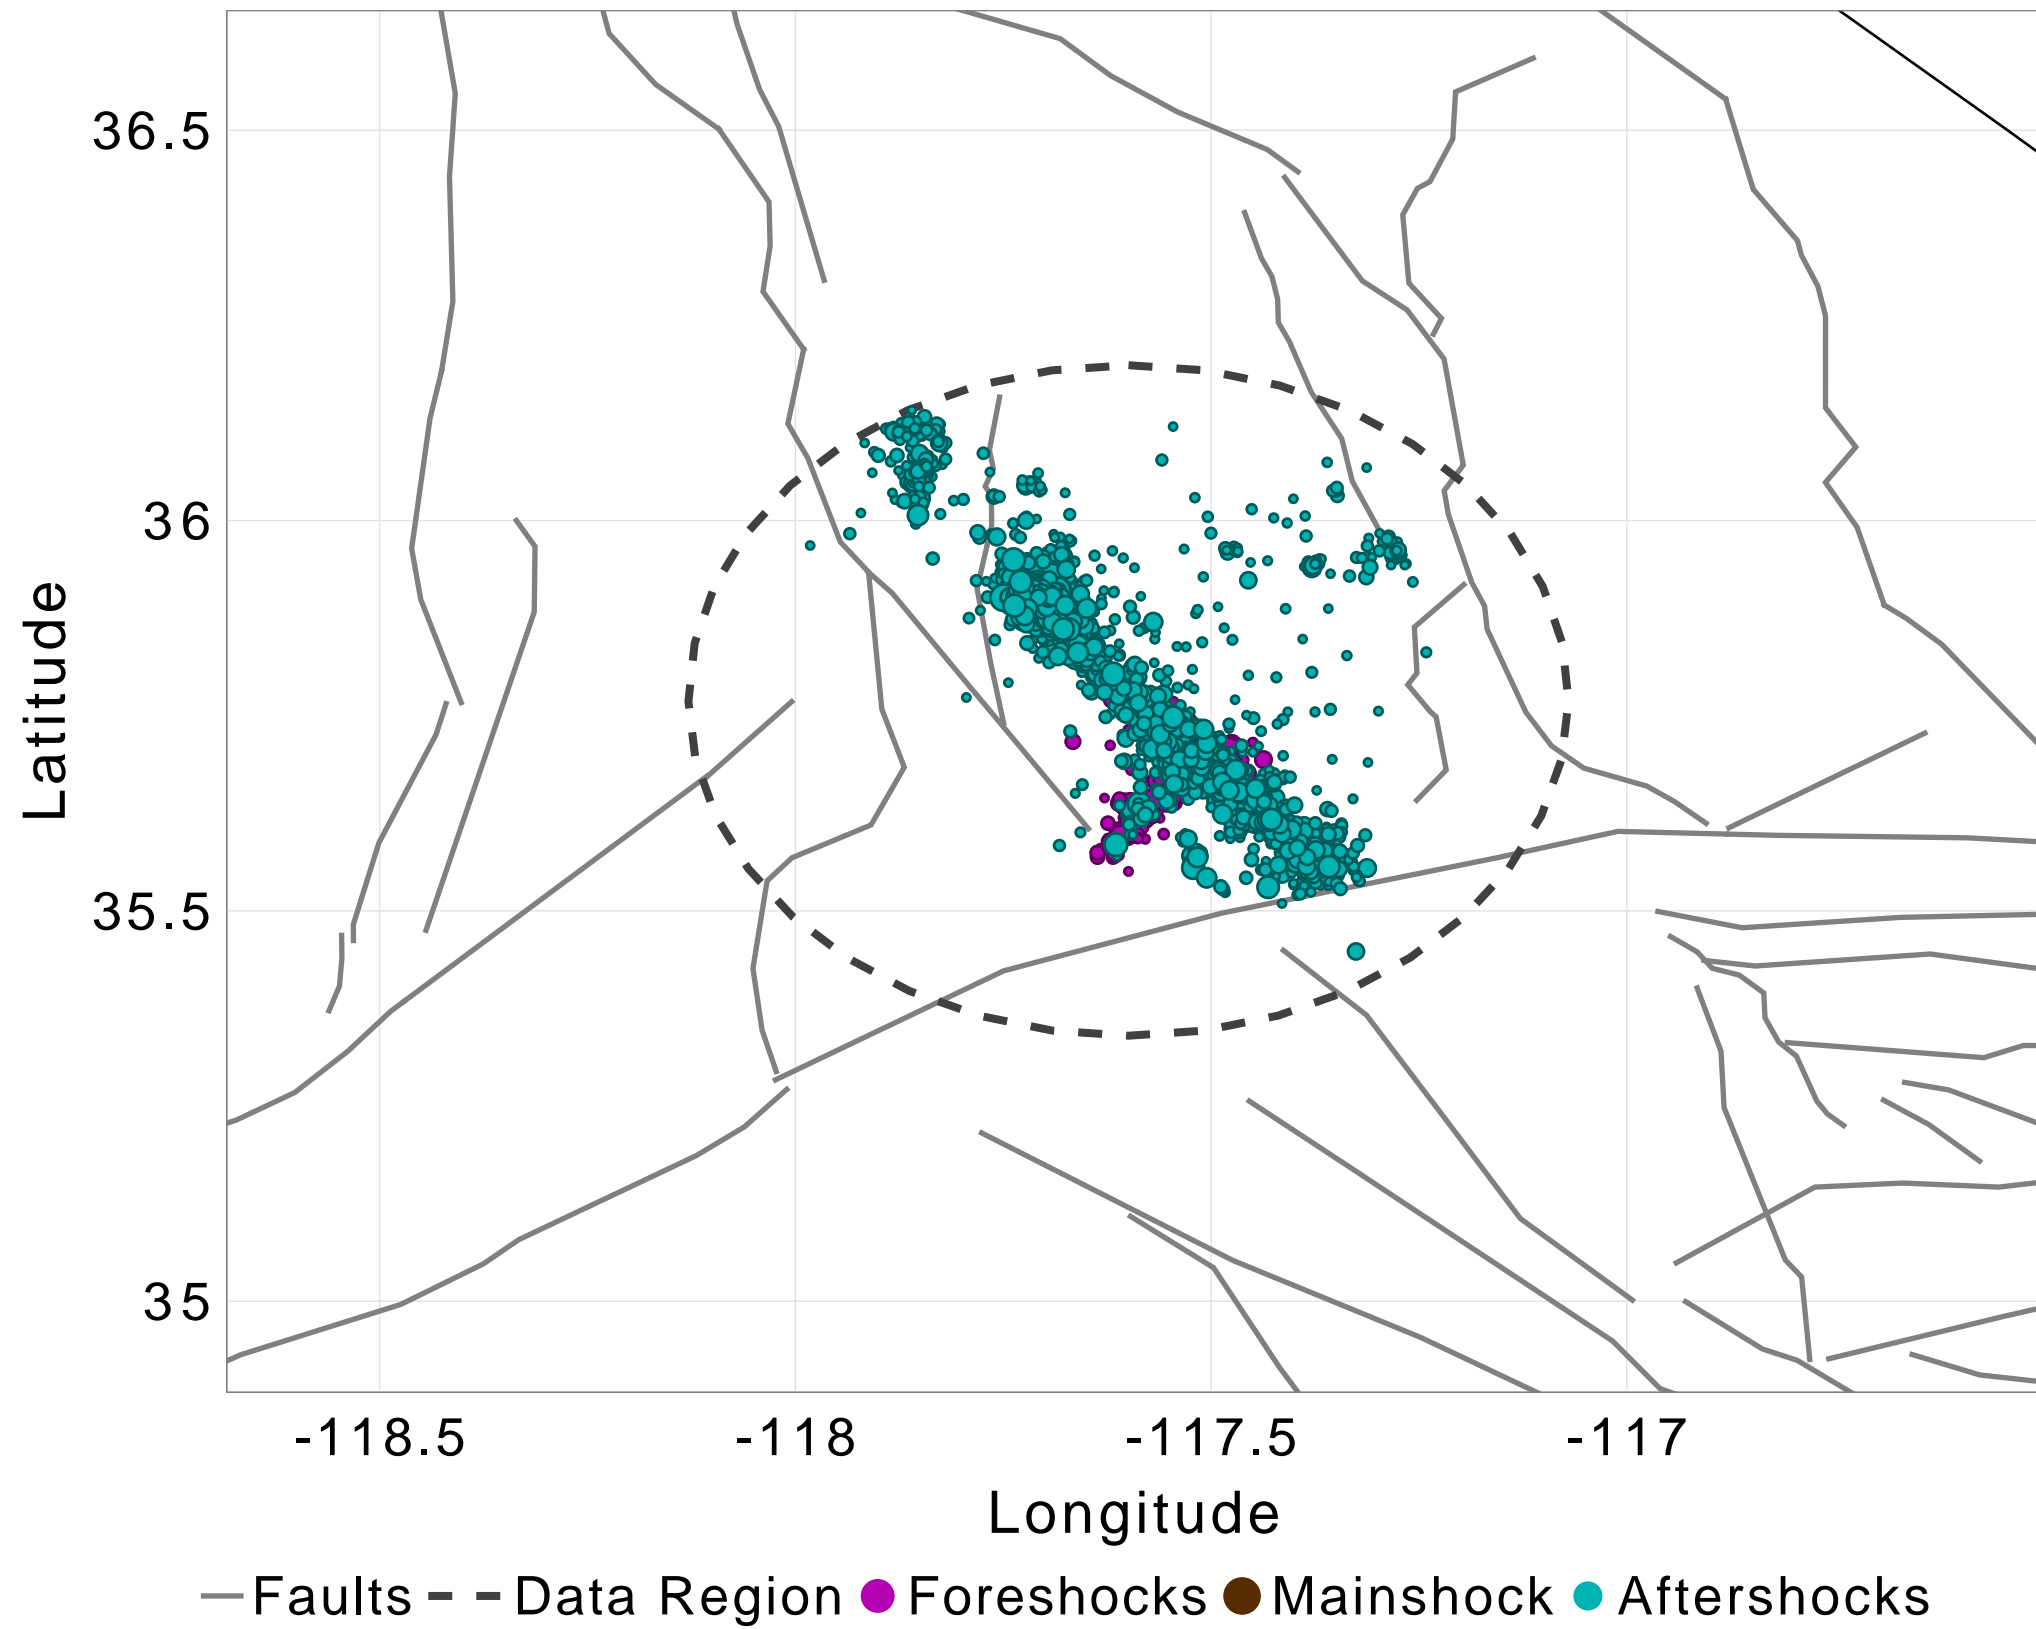 36.5
36
35.5
35
Latitude
-118.5 -118 -117.5 -117
Longitude
Faults Data Region Foreshocks Mainshock Aftershocks